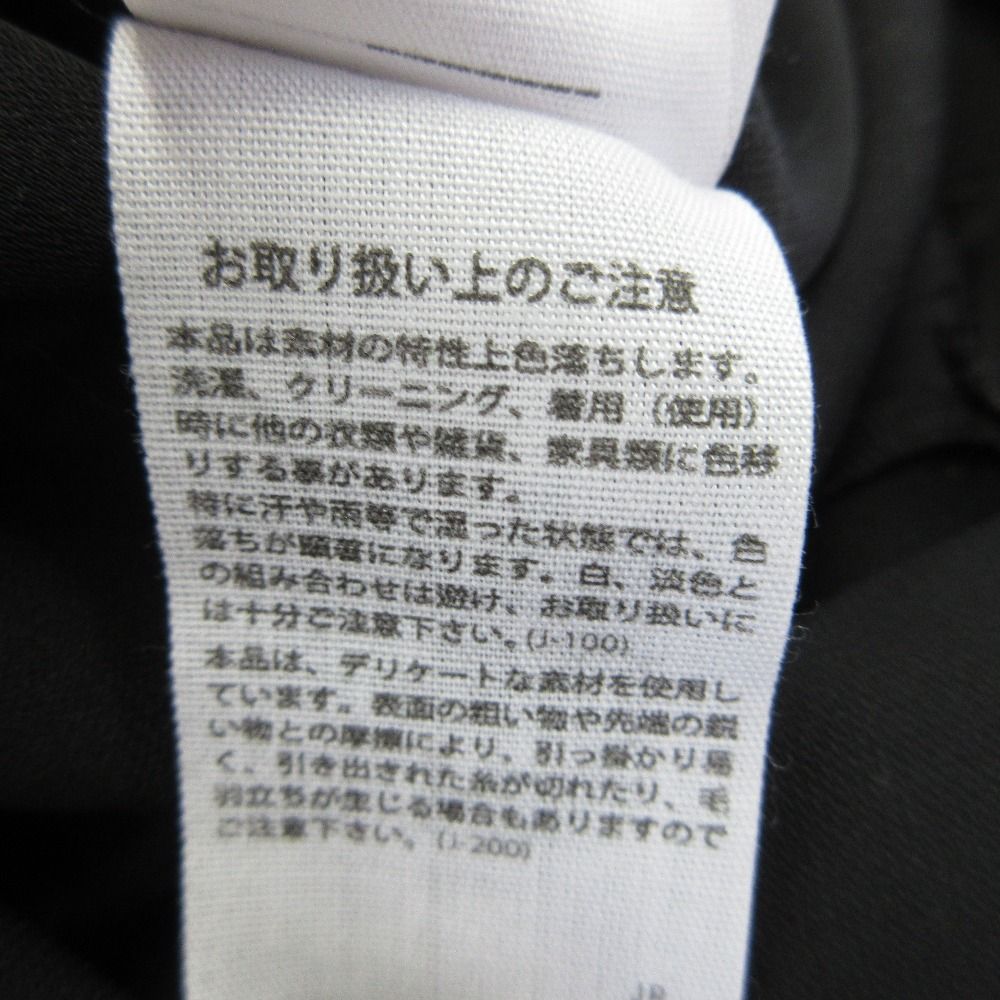 お取り扱い上のご注意
本品は素材の特性上色落ちします。
洗濯、クリーニング、着用（使用）
時に他の衣類や雑貨、家具類に色移
りする事があります。
特に汗や雨等で湿った状態では、色
落ちが顕著になります。白、淡色と
の組み合わせは避け、お取り扱いに
は十分ご注意下さい。(J-100)
本品は、デリケートな素材を使用し
ています。表面の粗い物や先端の鋭
い物との摩擦により、引っ掛かり易
く、引き出された糸が切れたり、毛
羽立ちが生じる場合もありますので
ご注意下さい。(J-200)
JP